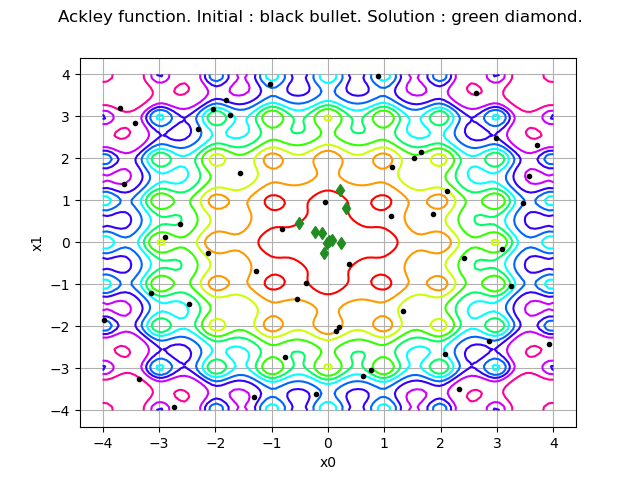 Ackley function. Initial : black bullet. Solution : green diamond.
4
3
2
1
0
−1
−2
−3
−4
x1
−4 −3 −2 −1 0 1 2 3 4
x0